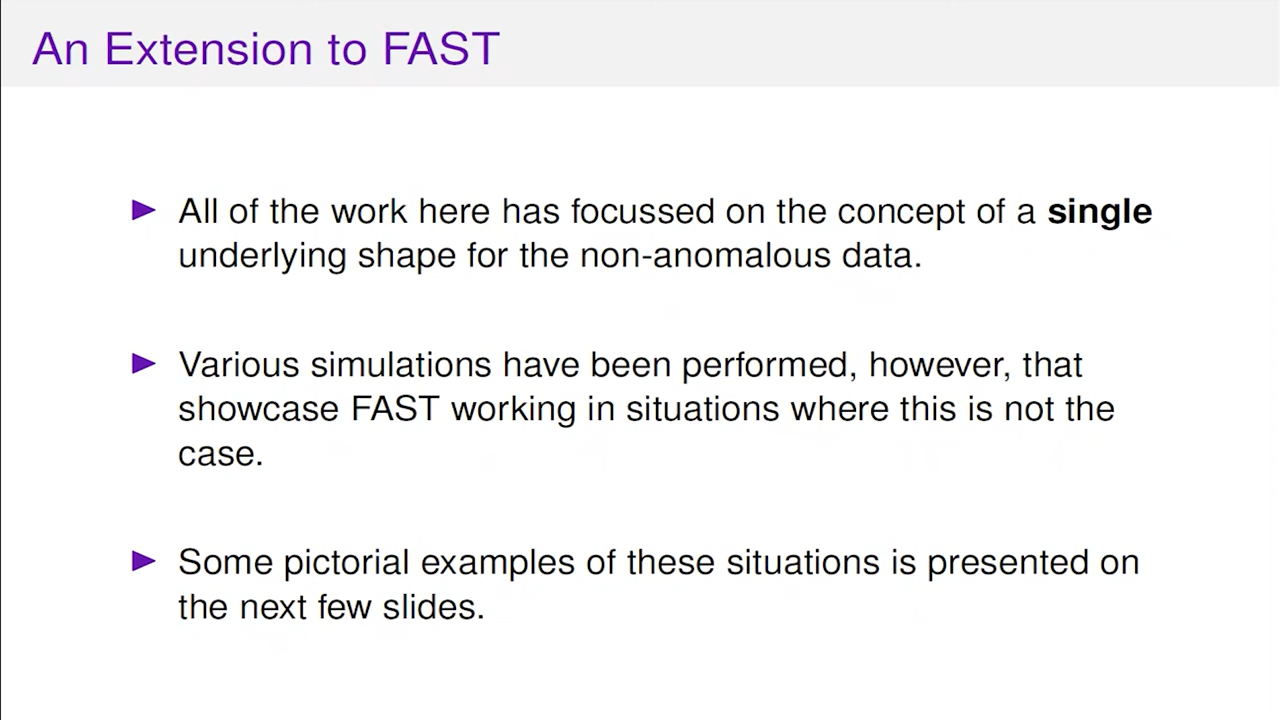 An Extension to FAST
All of the work here has focussed on the concept of a single
underlying shape for the non-anomalous data.
Various simulations have been performed, however, that
showcase FAST working in situations where this is not the
case.
Some pictorial examples of these situations is presented on
the next few slides.